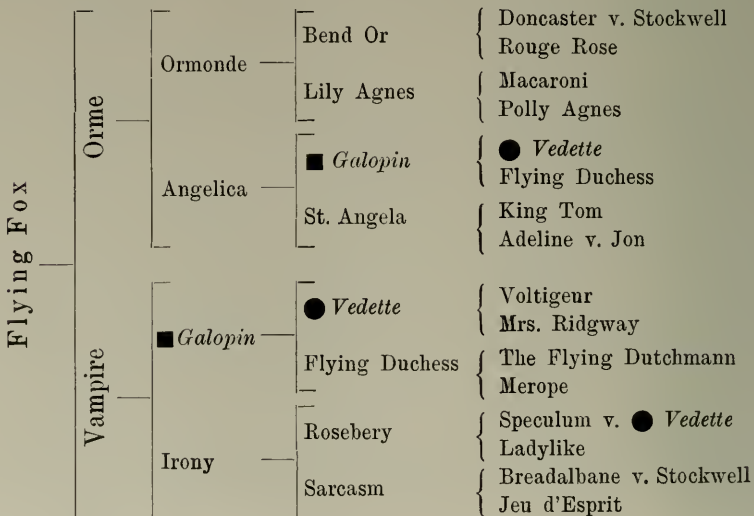 Flying Fox
Orme
Vampire
Ormonde
Angelica
Galopin
Irony
Bend Or
Lily Agnes
Galopin
St. Angela
Vedette
Flying Duchess
Rosebery
Sarcasm
Doncaster v. Stockwell
Rouge Rose
Macaroni
Polly Agnes
Vedette
Flying Duchess
King Tom
Adeline v. Jon
Voltigeur
Mrs. Ridgway
The Flying Dutchmann
Merope
Speculum v. Vedette
Ladylike
Breadalbane v. Stockwell
Jeu d'Esprit